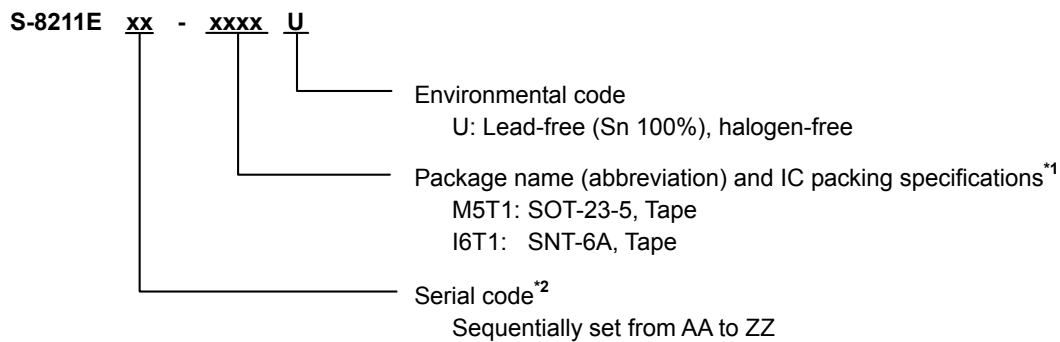 S-8211E xx - xxxx U
Environmental code
U: Lead-free (Sn 100%), halogen-free
Package name (abbreviation) and IC packing specifications*1
M5T1: SOT-23-5, Tape
I6T1: SNT-6A, Tape
Serial code*2
Sequentially set from AA to ZZ